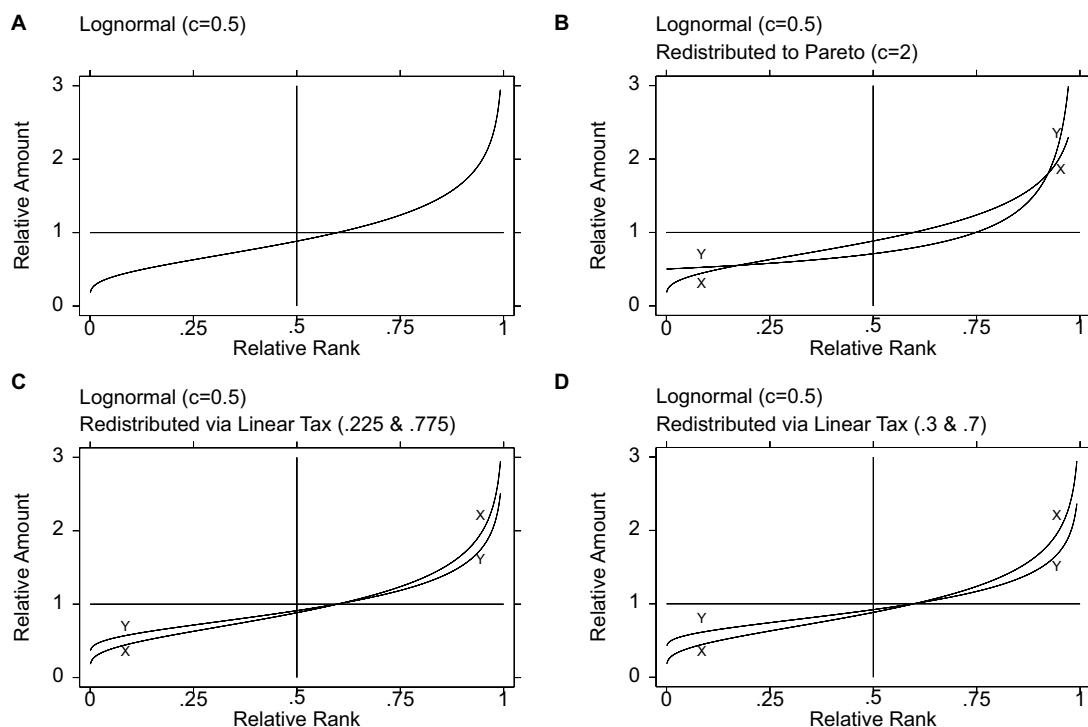 A
Lognormal (c=0.5)
Relative Amount
3
2
1
0
0 .25 .5 .75 1
Relative Rank
B
Lognormal (c=0.5)
Redistributed to Pareto (c=2)
Relative Amount
3
2
1
0
Y
X
Y
X
0 .25 .5 .75 1
Relative Rank
C
Lognormal (c=0.5)
Redistributed via Linear Tax (.225 & .775)
Relative Amount
3
2
1
0
X
Y
Y
X
0 .25 .5 .75 1
Relative Rank
D
Lognormal (c=0.5)
Redistributed via Linear Tax (.3 & .7)
Relative Amount
3
2
1
0
X
Y
Y
X
0 .25 .5 .75 1
Relative Rank